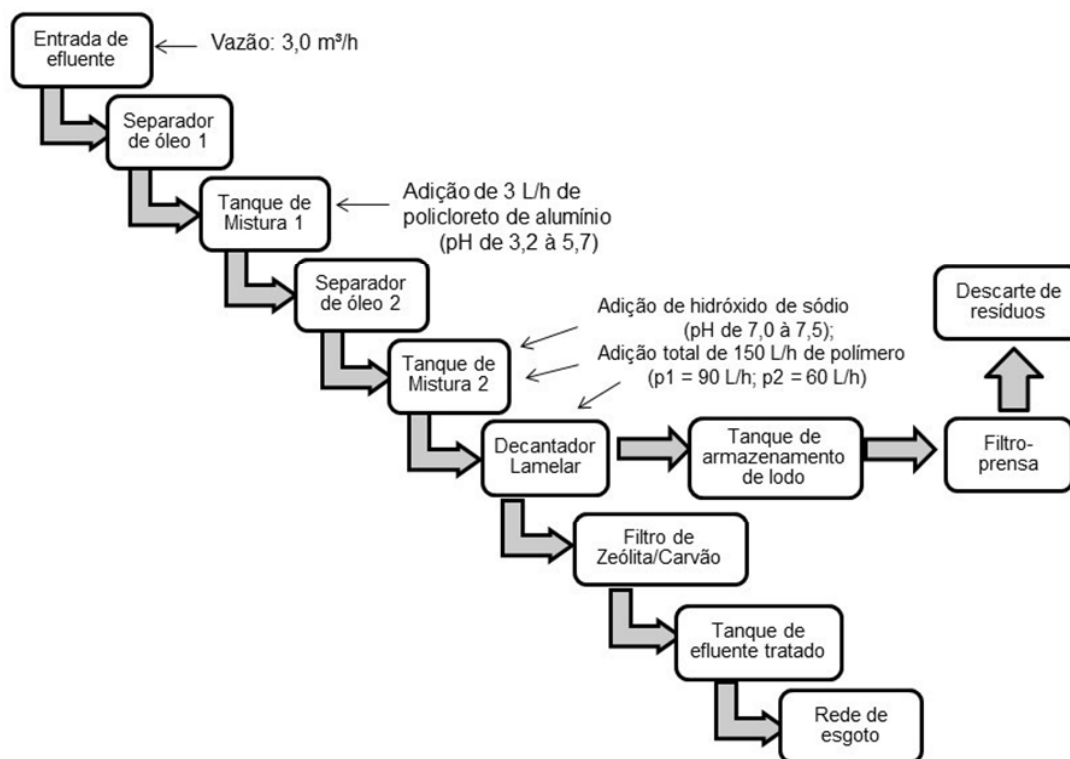 Entrada de
efluente
Vazão: 3,0 m³/h
Separador
de óleo 1
Tanque de
Mistura 1
Adição de 3 L/h de
policloreto de alumínio
(pH de 3,2 à 5,7)
Separador
de óleo 2
Adição de hidróxido de sódio
(pH de 7,0 à 7,5);
Adição total de 150 L/h de polímero
(p1 = 90 L/h; p2 = 60 L/h)
Tanque de
Mistura 2
Decantador
Lamelar
Tanque de
armazenamento
de lodo
Filtro-
prensa
Descarte de
resíduos
Filtro de
Zeólita/Carvão
Tanque de
efluente tratado
Rede de
esgoto